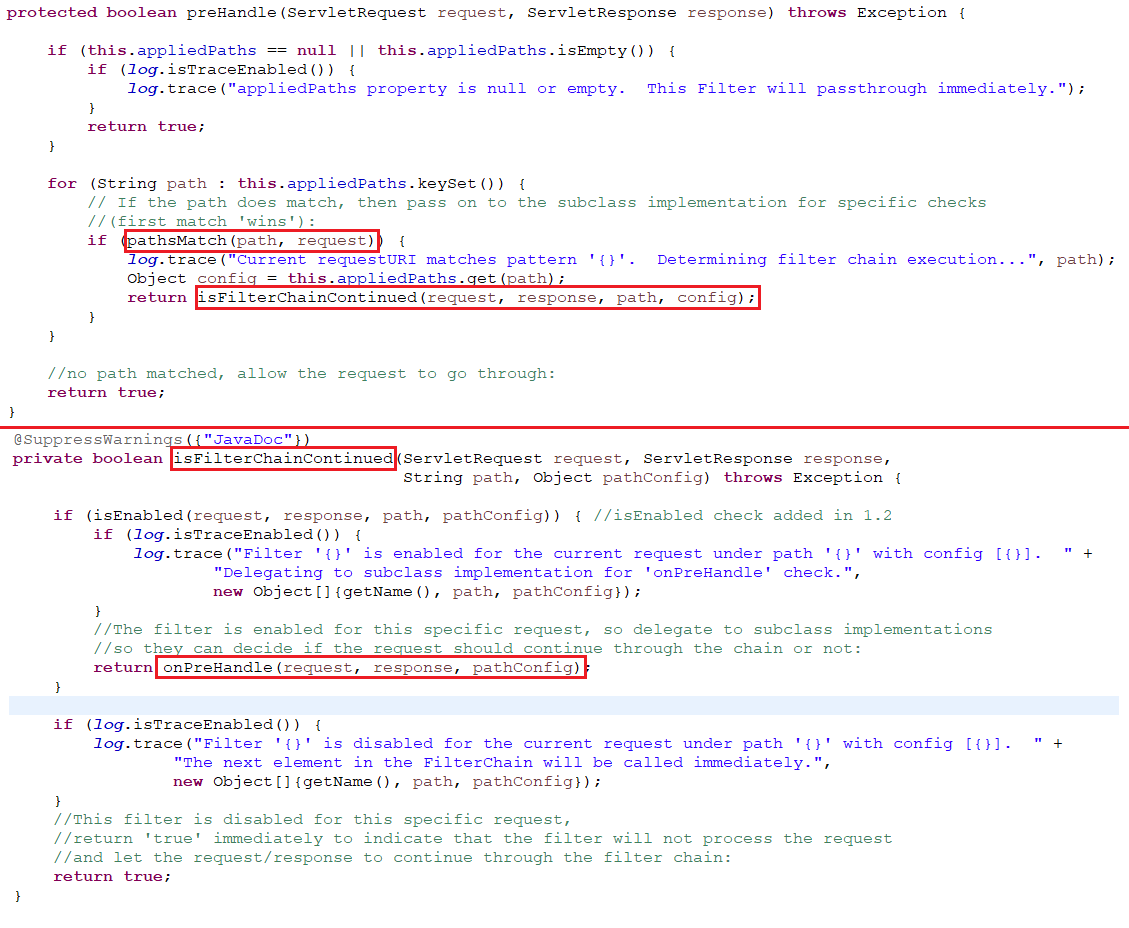 protected boolean preHandle(ServletRequest request, ServletResponse response) throws Exception {
if (this.appliedPaths == null || this.appliedPaths.isEmpty()) {
if (log.isTraceEnabled()) {
log.trace("appliedPaths property is null or empty.  This Filter will passthrough immediately.");
}
return true;
}
for (String path : this.appliedPaths.keySet()) {
// If the path does match, then pass on to the subclass implementation for specific checks
//(first match 'wins'):
if (pathsMatch(path, request)) {
log.trace("Current requestURI matches pattern '{}'.  Determining filter chain execution...", path);
Object config = this.appliedPaths.get(path);
return isFilterChainContinued(request, response, path, config);
}
}
//no path matched, allow the request to go through:
return true;
}
@SuppressWarnings({"JavaDoc"})
private boolean isFilterChainContinued(ServletRequest request, ServletResponse response,
String path, Object pathConfig) throws Exception {
if (isEnabled(request, response, path, pathConfig)) { //isEnabled check added in 1.2
if (log.isTraceEnabled()) {
log.trace("Filter '{}' is enabled for the current request under path '{}' with config [{}].  " +
"Delegating to subclass implementation for 'onPreHandle' check.",
new Object[]{getName(), path, pathConfig});
}
//The filter is enabled for this specific request, so delegate to subclass implementations
//so they can decide if the request should continue through the chain or not:
return onPreHandle(request, response, pathConfig);
}
if (log.isTraceEnabled()) {
log.trace("Filter '{}' is disabled for the current request under path '{}' with config [{}].  " +
"The next element in the FilterChain will be called immediately.",
new Object[]{getName(), path, pathConfig});
}
//This filter is disabled for this specific request,
//return 'true' immediately to indicate that the filter will not process the request
//and let the request/response to continue through the filter chain:
return true;
}